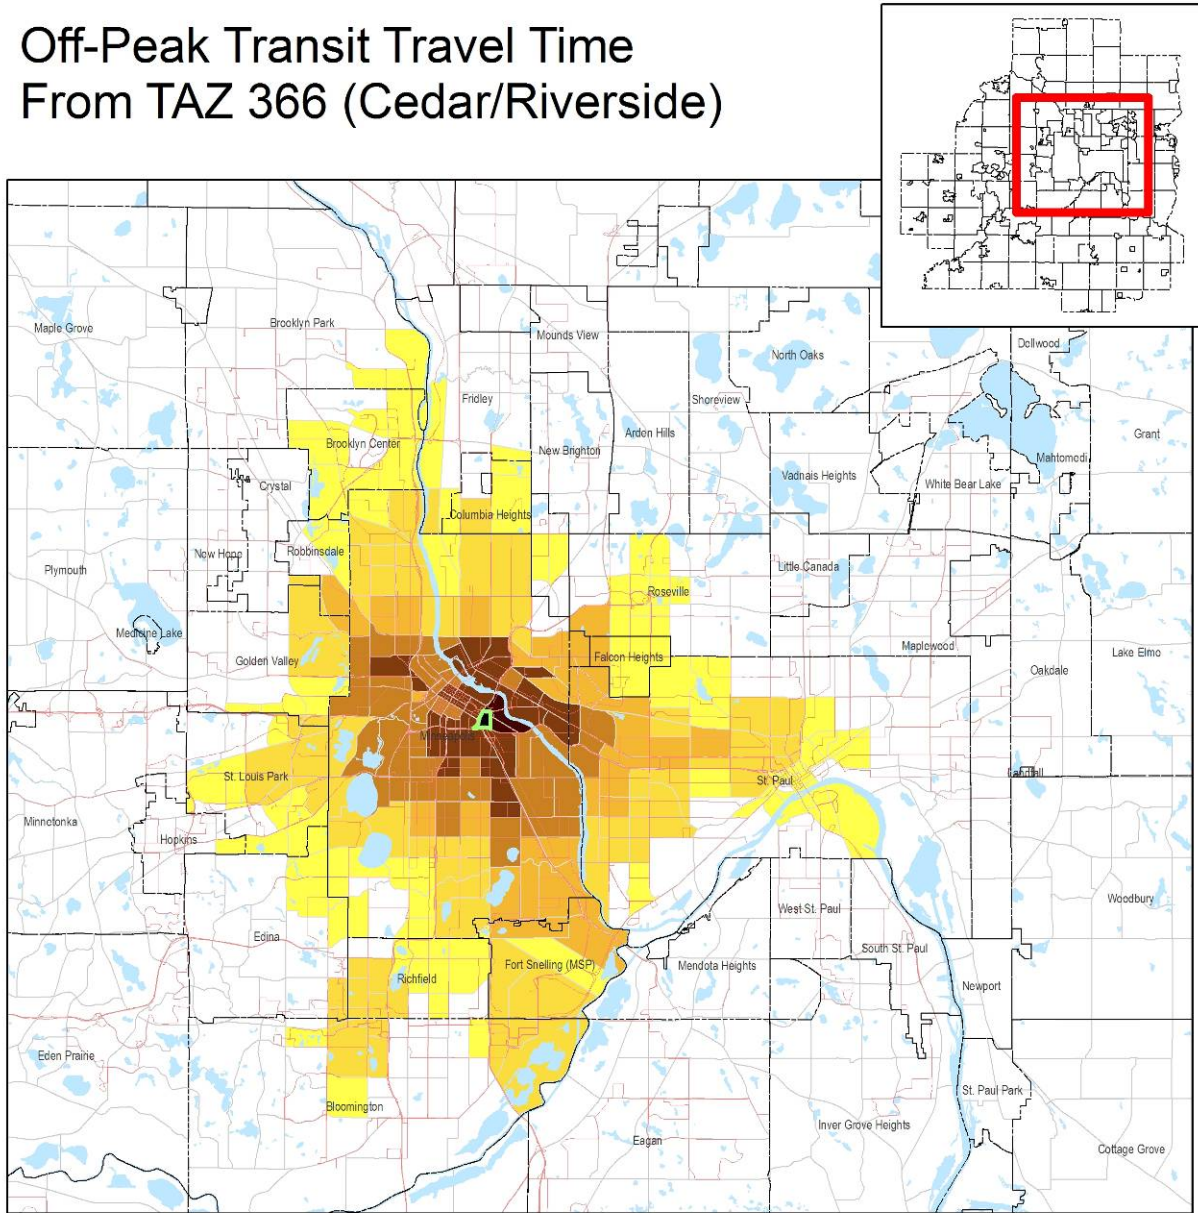 Off-Peak Transit Travel Time
From TAZ 366 (Cedar/Riverside)
Maple Grove
Brooklyn Park
Mounds View
North Oaks
Dellwood
Fridley
Shoreview
Brooklyn Center
New Brighton
Arden Hills
Grant
Mahtomedi
Crystal
Vadnais Heights
White Bear Lake
Columbia Heights
New Hope
Robbinsdale
Plymouth
Roseville
Little Canada
Medicine Lake
Golden Valley
Falcon Heights
Maplewood
Oakdale
Lake Elmo
Minneapolis
St. Louis Park
St. Paul
Landfall
Minnetonka
Hopkins
Woodbury
West St. Paul
Edina
South St. Paul
Richfield
Fort Snelling (MSP)
Mendota Heights
Newport
Eden Prairie
St. Paul Park
Bloomington
Inver Grove Heights
Eagan
Cottage Grove